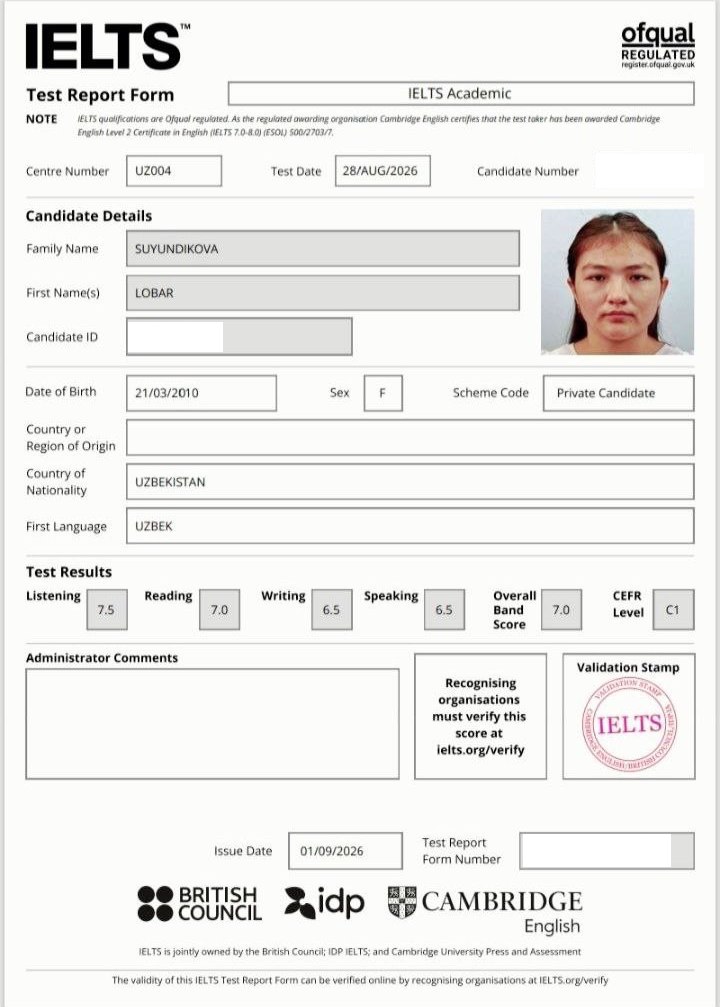 IELTS™
ofqual
REGULATED
register.ofqual.gov.uk
Test Report Form
IELTS Academic
NOTE IELTS qualifications are Ofqual regulated. As the regulated awarding organisation Cambridge English certifies that the test taker has been awarded Cambridge
English Level 2 Certificate in English (IELTS 7.0-8.0) (ESOL) 500/2703/7.
Centre Number UZ004 Test Date 28/AUG/2026 Candidate Number
Candidate Details
Family Name SUYUNDIKOVA
First Name(s) LOBAR
Candidate ID
Date of Birth 21/03/2010 Sex F Scheme Code Private Candidate
Country or
Region of Origin
Country of
Nationality UZBEKISTAN
First Language UZBEK
Test Results
Listening 7.5 Reading 7.0 Writing 6.5 Speaking 6.5 Overall
Band
Score 7.0 CEFR
Level C1
Administrator Comments
Recognising
organisations
must verify this
score at
ielts.org/verify
Validation Stamp
VALIDATION STAMP
IELTS
Issue Date 01/09/2026 Test Report
Form Number
BRITISH
COUNCIL
idp
CAMBRIDGE
English
IELTS is jointly owned by the British Council; IDP IELTS; and Cambridge University Press and Assessment
The validity of this IELTS Test Report Form can be verified online by recognising organisations at IELTS.org/verify